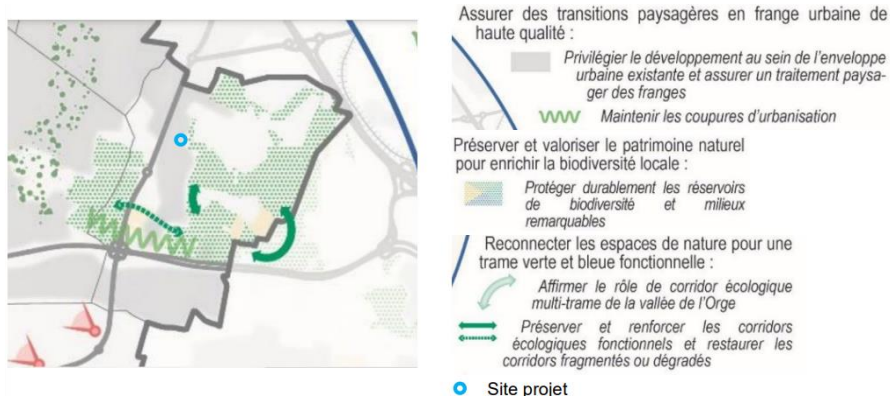 Assurer des transitions paysagères en frange urbaine de
haute qualité :
Privilégier le développement au sein de l'enveloppe
urbaine existante et assurer un traitement paysa-
ger des franges
Maintenir les coupures d'urbanisation
Préserver et valoriser le patrimoine naturel
pour enrichir la biodiversité locale :
Protéger durablement les réservoirs
de biodiversité et milieux
remarquables
Reconnecter les espaces de nature pour une
trame verte et bleue fonctionnelle :
Affirmer le rôle de corridor écologique
multi-trame de la vallée de l'Orge
Préserver et renforcer les corridors
écologiques fonctionnels et restaurer les
corridors fragmentés ou dégradés
Site projet